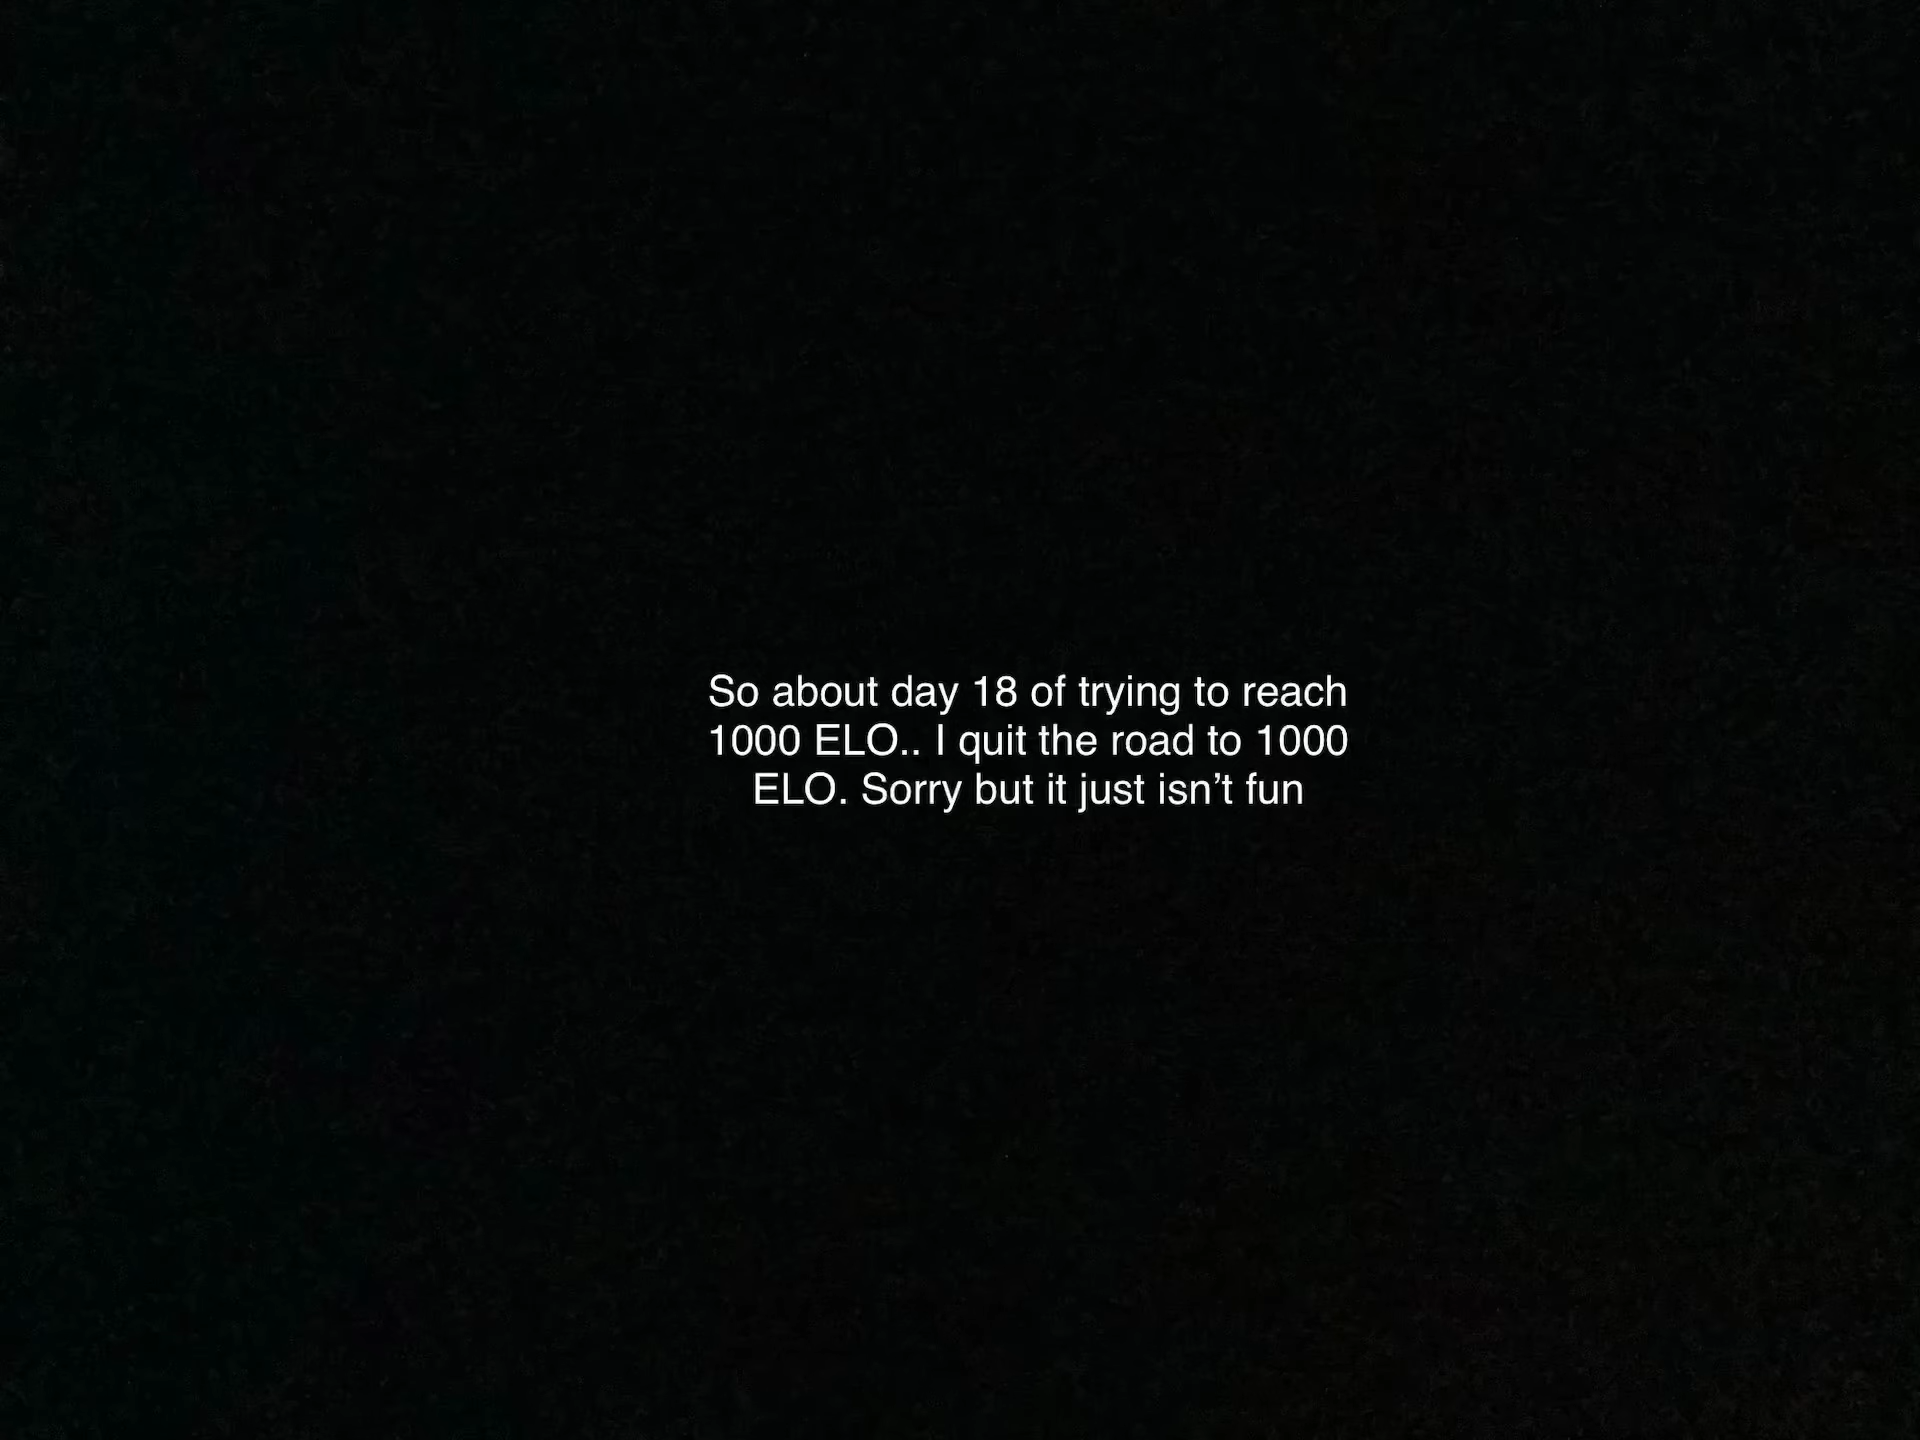 So about day 18 of trying to reach
1000 ELO.. I quit the road to 1000
ELO. Sorry but it just isn’t fun